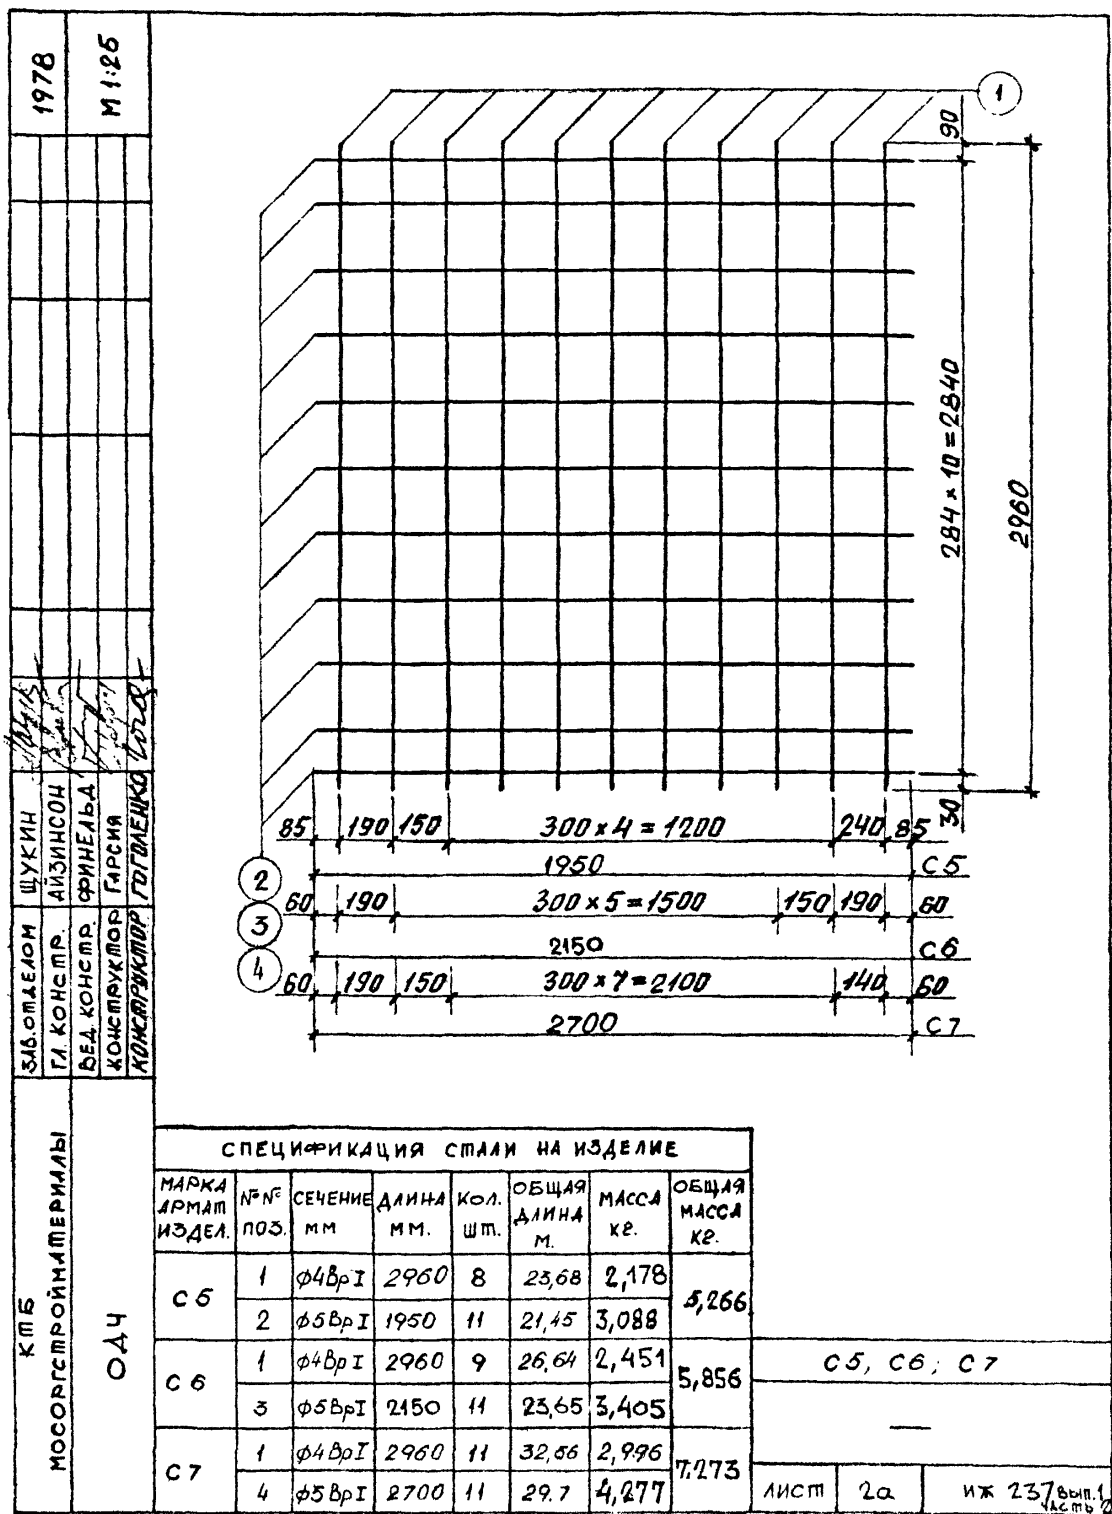 1978
М 1:25
1
90
284 × 10 = 2840
2960
30
85 190 150 300 × 4 = 1200 240 85
1950 С5
2
60 190 300 × 5 = 1500 150 190 60
3
2150 С6
4
60 190 150 300 × 7 = 2100 140 60
2700 С7
ЗАВ.ОТДЕЛОМ ЩУКИН
ГЛ. КОНСТР. АЙЗИНСОН
ВЕД. КОНСТР. ФИНЕЛЬД
КОНСТРУКТОР ГАРСИЯ
КОНСТРУКТОР ГОГОЛЕНКО
КТБ
МОСОРГСТРОЙМАТЕРИАЛЫ
ОДЧ
СПЕЦИФИКАЦИЯ СТАЛИ НА ИЗДЕЛИЕ
МАРКА АРМАТ ИЗДЕЛ. №№ ПОЗ. СЕЧЕНИЕ ММ ДЛИНА ММ. КОЛ. ШТ. ОБЩАЯ ДЛИНА М. МАССА КГ. ОБЩАЯ МАССА КГ.
С5 1 ф4ВрI 2960 8 23,68 2,178 5,266
2 ф5ВрI 1950 11 21,45 3,088
С6 1 ф4ВрI 2960 9 26,64 2,451 5,856
3 ф5ВрI 2150 11 23,65 3,405
С7 1 ф4ВрI 2960 11 32,56 2,996 7.273
4 ф5ВрI 2700 11 29.7 4,277
С5, С6; С7
—
ЛИСТ 2а ИЖ 237 вып.1
часть 2